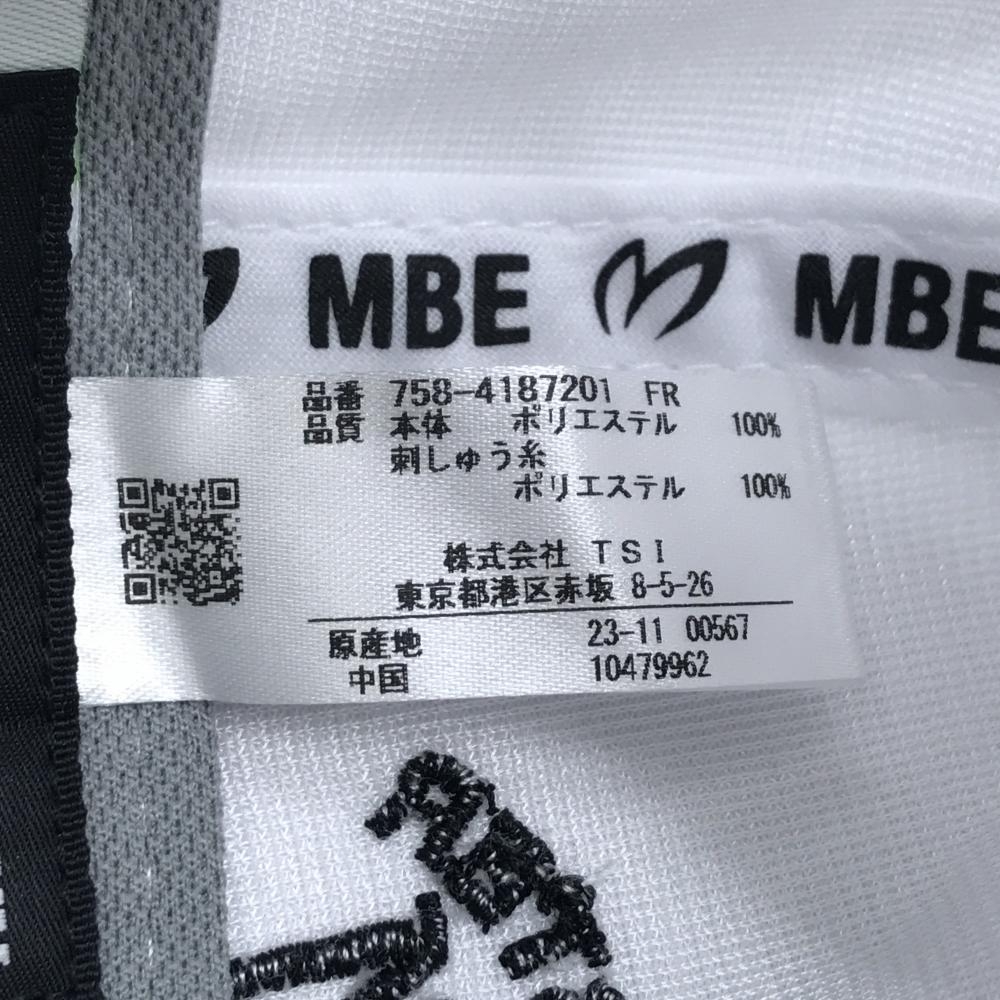 MBE MBE
品番 758-4187201 FR
品質 本体 ポリエステル 100%
刺しゅう糸
ポリエステル 100%
株式会社 TSI
東京都港区赤坂 8-5-26
原産地 23-11 00567
中国 10479962